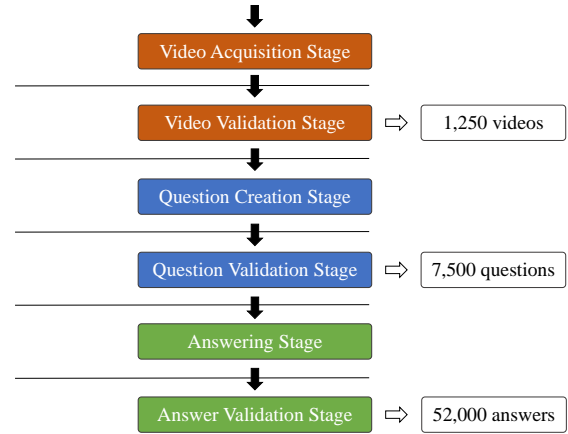 Video Acquisition Stage
Video Validation Stage
1,250 videos
Question Creation Stage
Question Validation Stage
7,500 questions
Answering Stage
Answer Validation Stage
52,000 answers